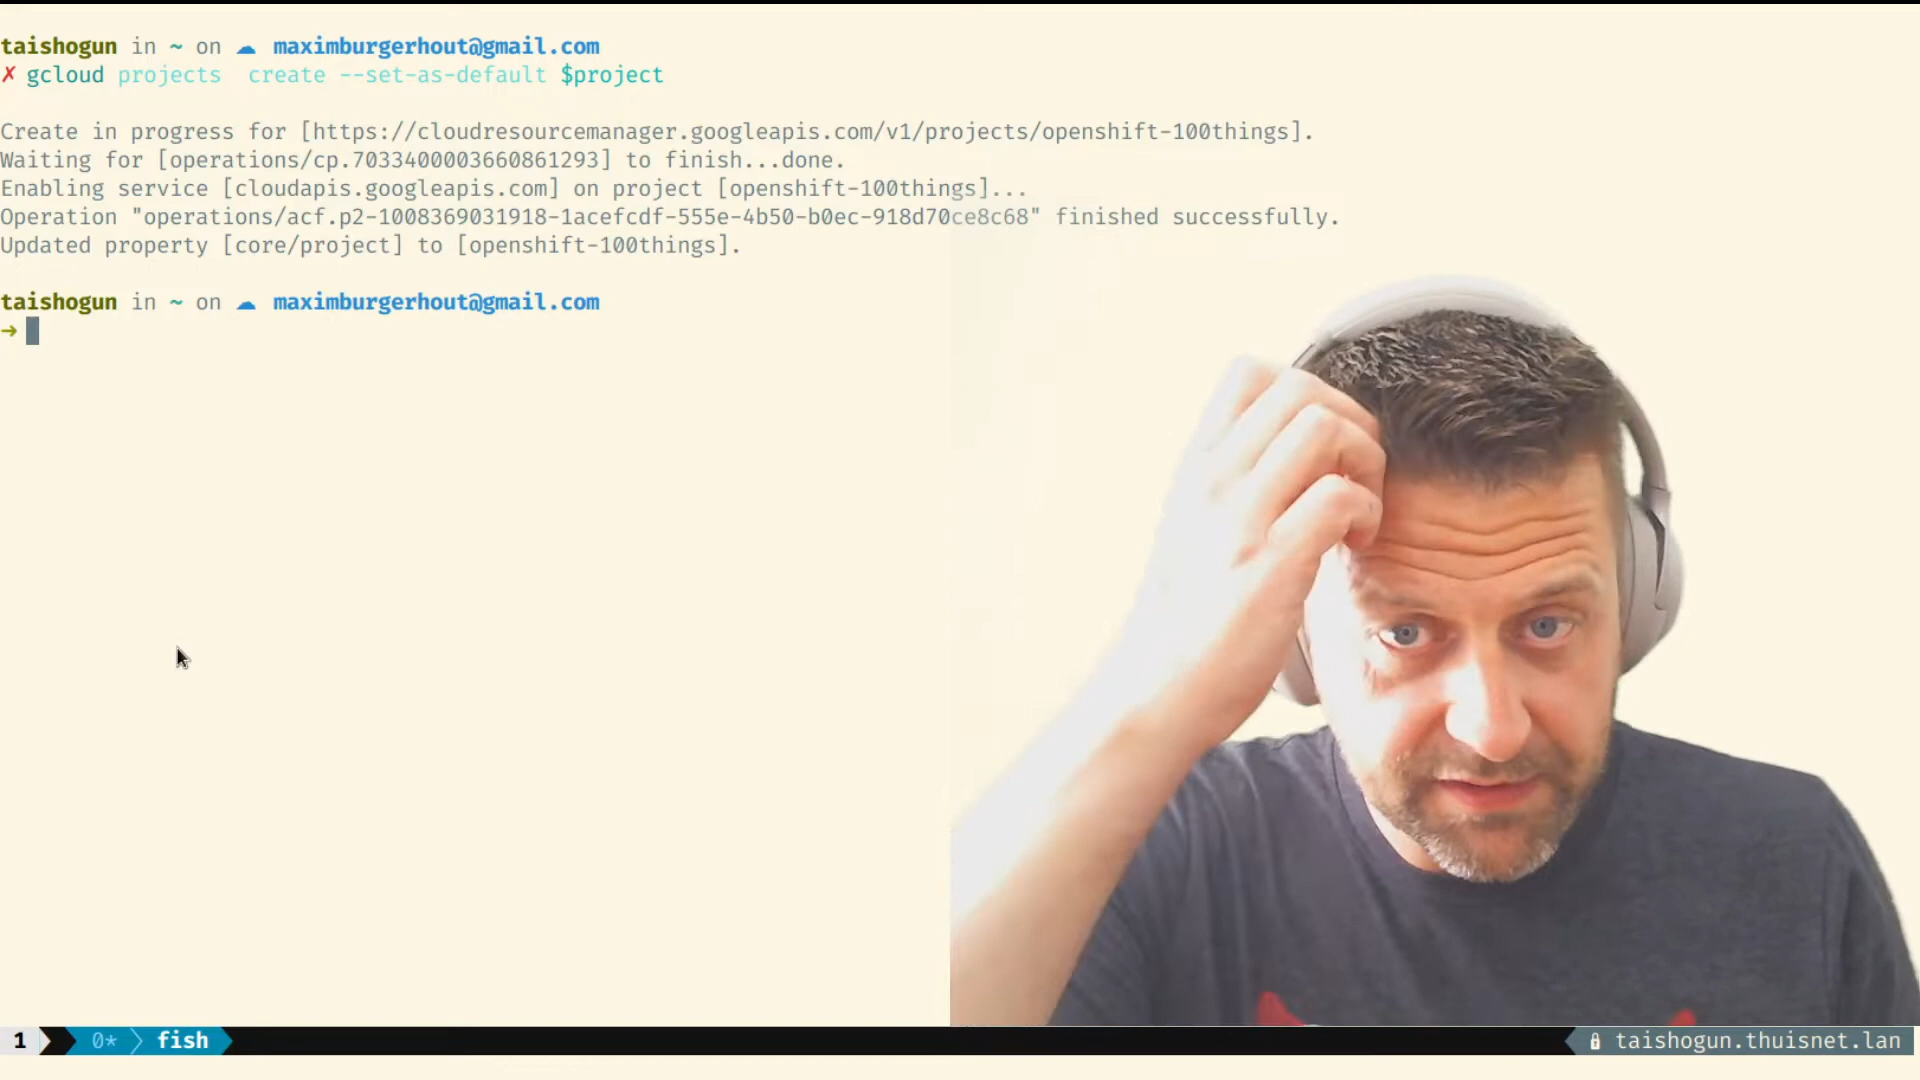 taishogun in ~ on ☁ maximburgerhout@gmail.com
✗ gcloud projects  create --set-as-default $project
Create in progress for [https://cloudresourcemanager.googleapis.com/v1/projects/openshift-100things].
Waiting for [operations/cp.7033400003660861293] to finish...done.
Enabling service [cloudapis.googleapis.com] on project [openshift-100things]...
Operation "operations/acf.p2-1008369031918-1acefcdf-555e-4b50-b0ec-918d70ce8c68" finished successfully.
Updated property [core/project] to [openshift-100things].
taishogun in ~ on ☁ maximburgerhout@gmail.com
➜
1 0* fish taishogun.thuisnet.lan